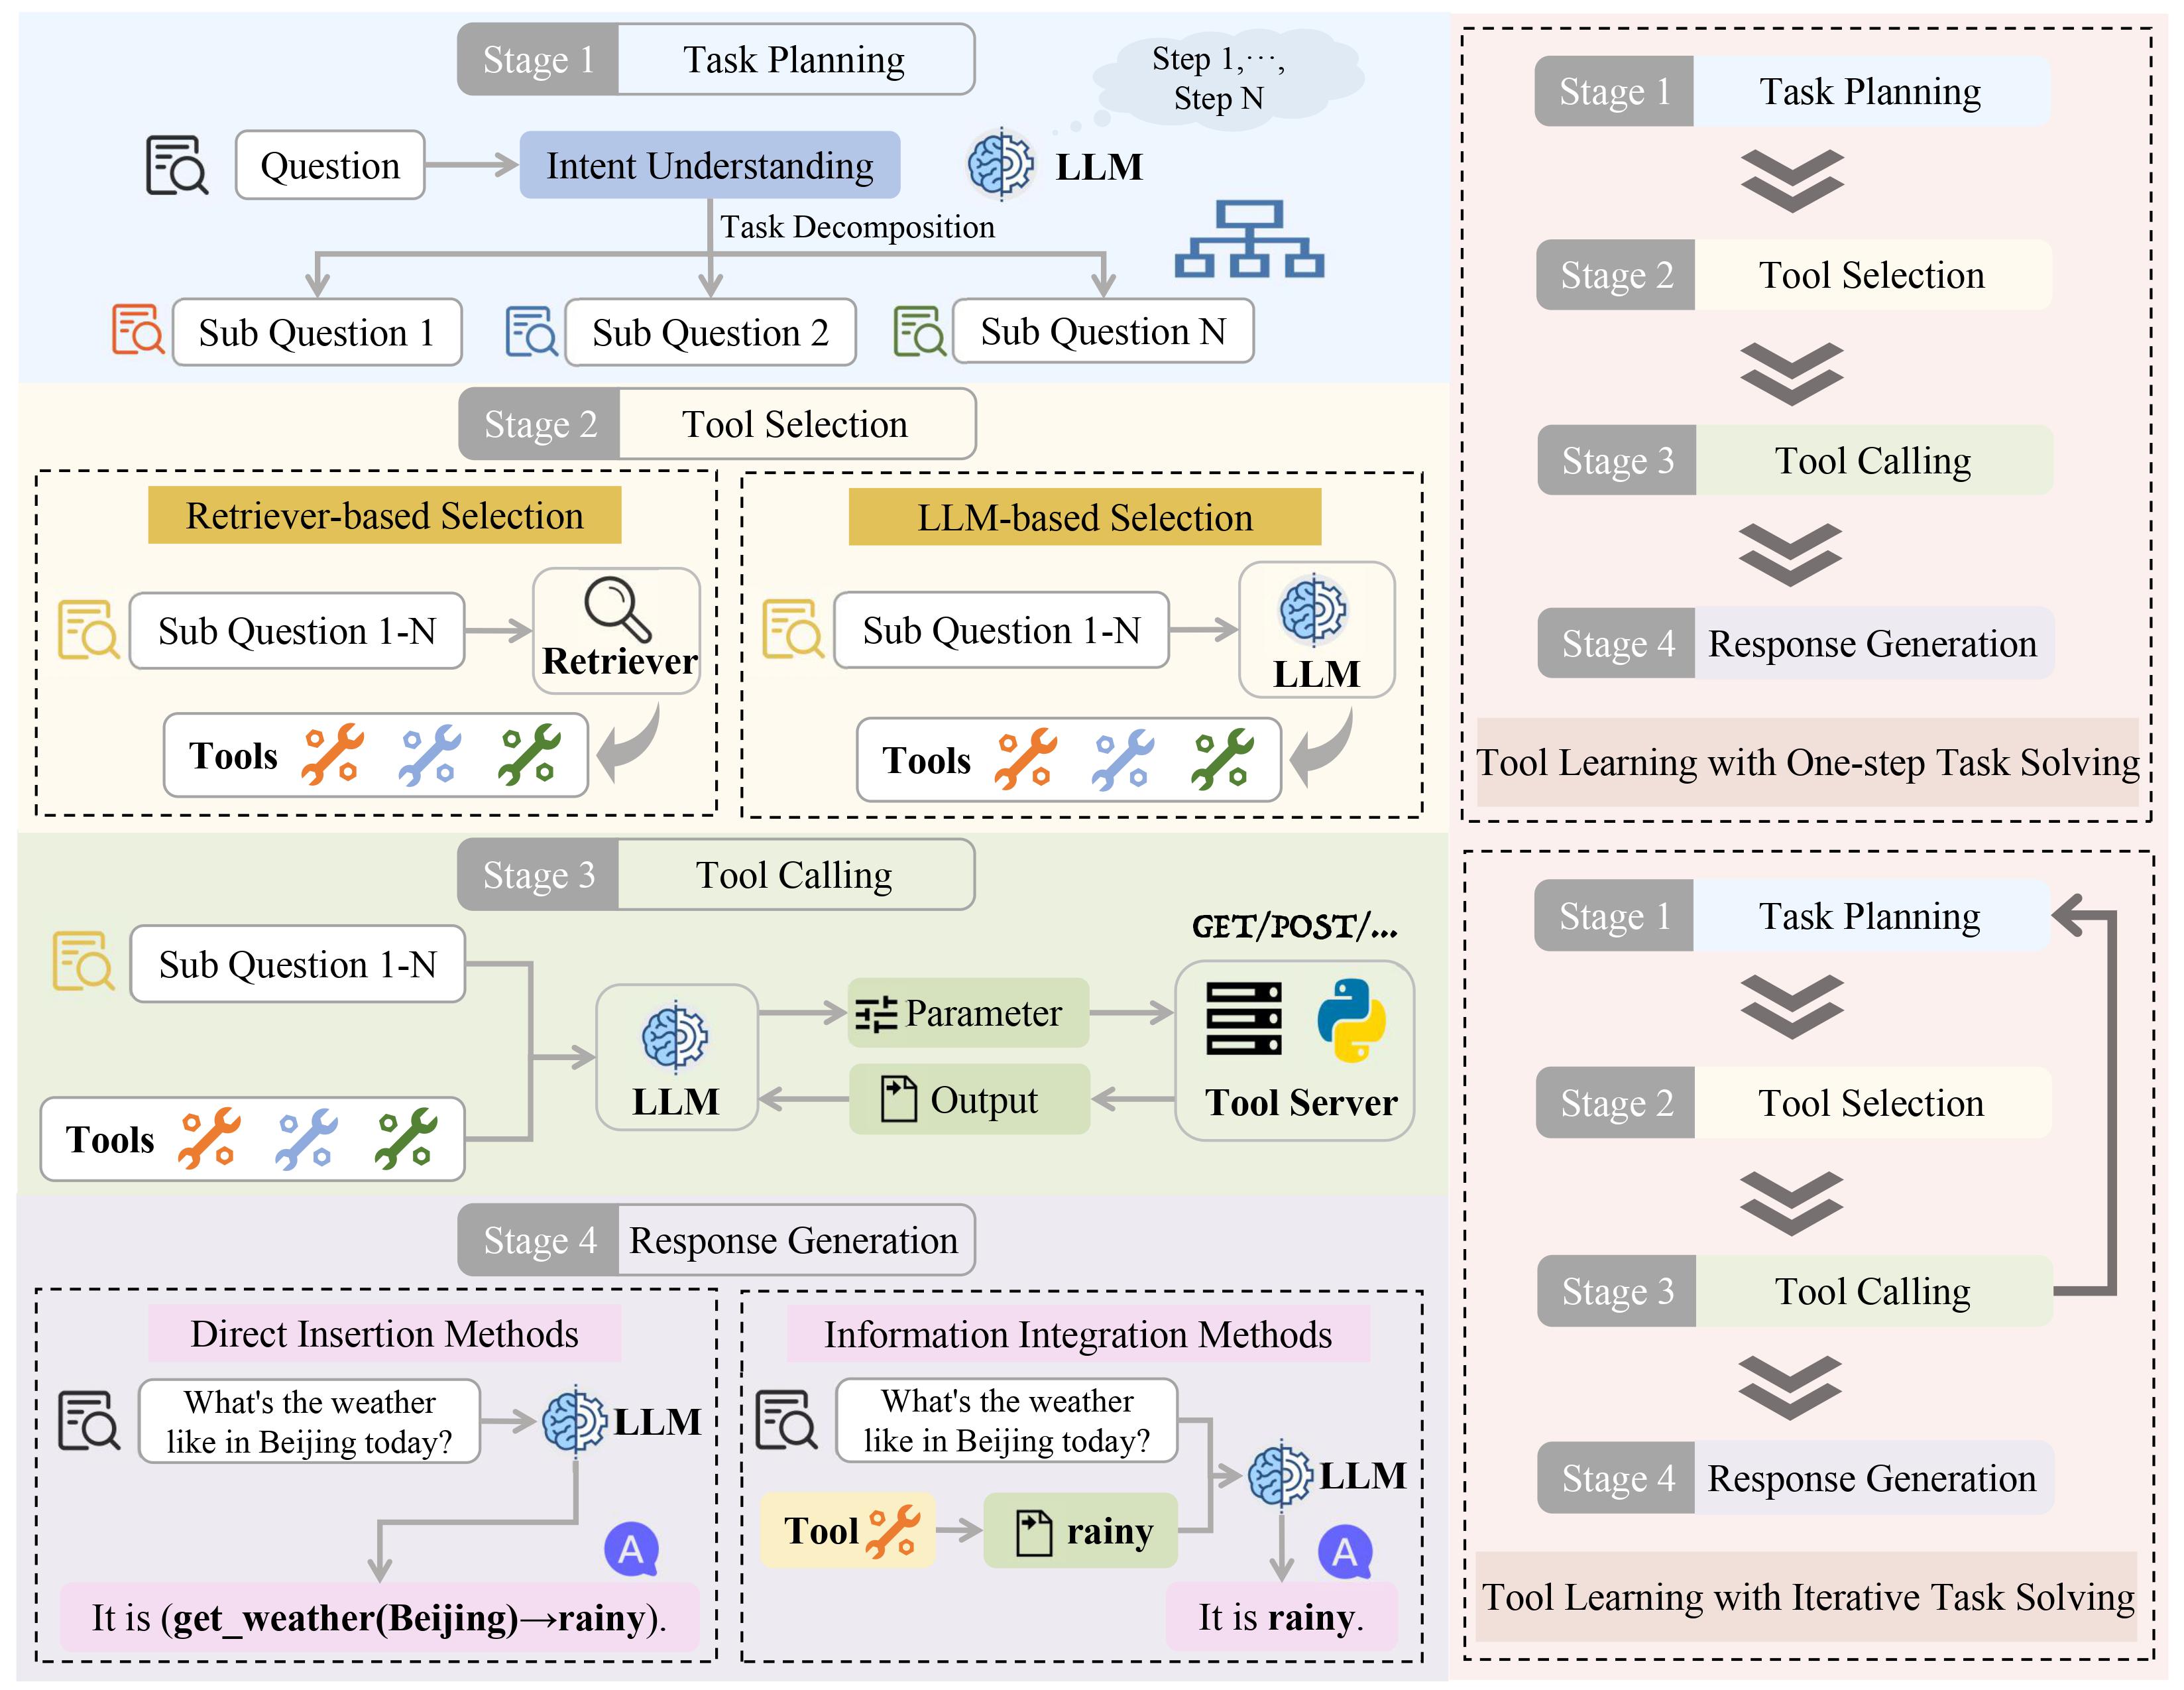 Stage 1
Task Planning
Step 1,···,
Step N
Question
Intent Understanding
LLM
Task Decomposition
Sub Question 1
Sub Question 2
Sub Question N
Stage 2
Tool Selection
Retriever-based Selection
Sub Question 1-N
Retriever
Tools
LLM-based Selection
Sub Question 1-N
LLM
Tools
Stage 3
Tool Calling
Sub Question 1-N
Tools
LLM
Parameter
Output
GET/POST/...
Tool Server
Stage 4
Response Generation
Direct Insertion Methods
What's the weather
like in Beijing today?
LLM
A
It is (get_weather(Beijing)→rainy).
Information Integration Methods
What's the weather
like in Beijing today?
Tool
rainy
LLM
A
It is rainy.
Stage 1
Task Planning
Stage 2
Tool Selection
Stage 3
Tool Calling
Stage 4
Response Generation
Tool Learning with One-step Task Solving
Stage 1
Task Planning
Stage 2
Tool Selection
Stage 3
Tool Calling
Stage 4
Response Generation
Tool Learning with Iterative Task Solving